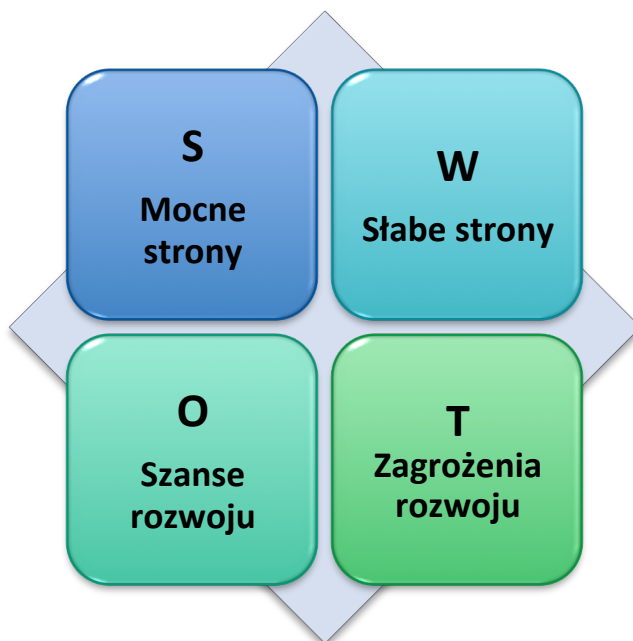 S
Mocne
strony
W
Słabe strony
O
Szanse
rozwoju
T
Zagrożenia
rozwoju